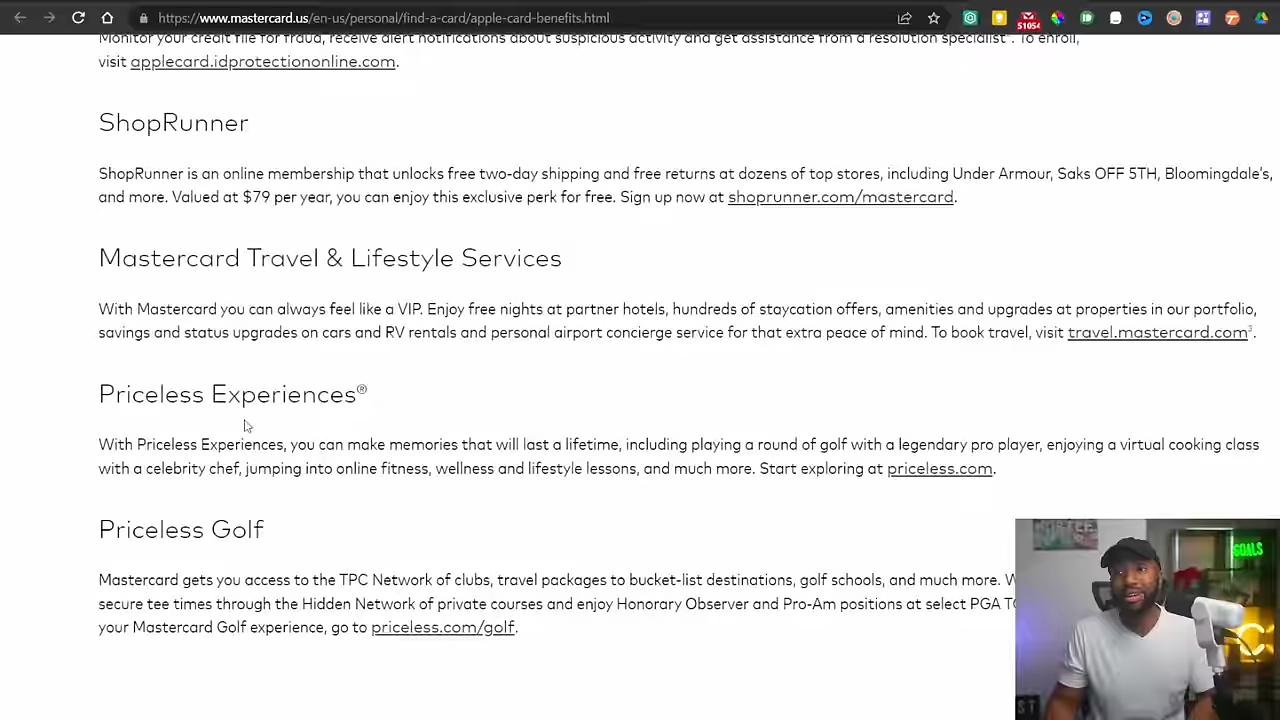 https://www.mastercard.us/en-us/personal/find-a-card/apple-card-benefits.html
51054
Monitor your credit file for fraud, receive alert notifications about suspicious activity and get assistance from a resolution specialist. To enroll,
visit applecard.idprotectiononline.com.
ShopRunner
ShopRunner is an online membership that unlocks free two-day shipping and free returns at dozens of top stores, including Under Armour, Saks OFF 5TH, Bloomingdale's,
and more. Valued at $79 per year, you can enjoy this exclusive perk for free. Sign up now at shoprunner.com/mastercard.
Mastercard Travel & Lifestyle Services
With Mastercard you can always feel like a VIP. Enjoy free nights at partner hotels, hundreds of staycation offers, amenities and upgrades at properties in our portfolio,
savings and status upgrades on cars and RV rentals and personal airport concierge service for that extra peace of mind. To book travel, visit travel.mastercard.com³.
Priceless Experiences®
With Priceless Experiences, you can make memories that will last a lifetime, including playing a round of golf with a legendary pro player, enjoying a virtual cooking class
with a celebrity chef, jumping into online fitness, wellness and lifestyle lessons, and much more. Start exploring at priceless.com.
Priceless Golf
Mastercard gets you access to the TPC Network of clubs, travel packages to bucket-list destinations, golf schools, and much more.
secure tee times through the Hidden Network of private courses and enjoy Honorary Observer and Pro-Am positions at select PGA
your Mastercard Golf experience, go to priceless.com/golf.
GOALS